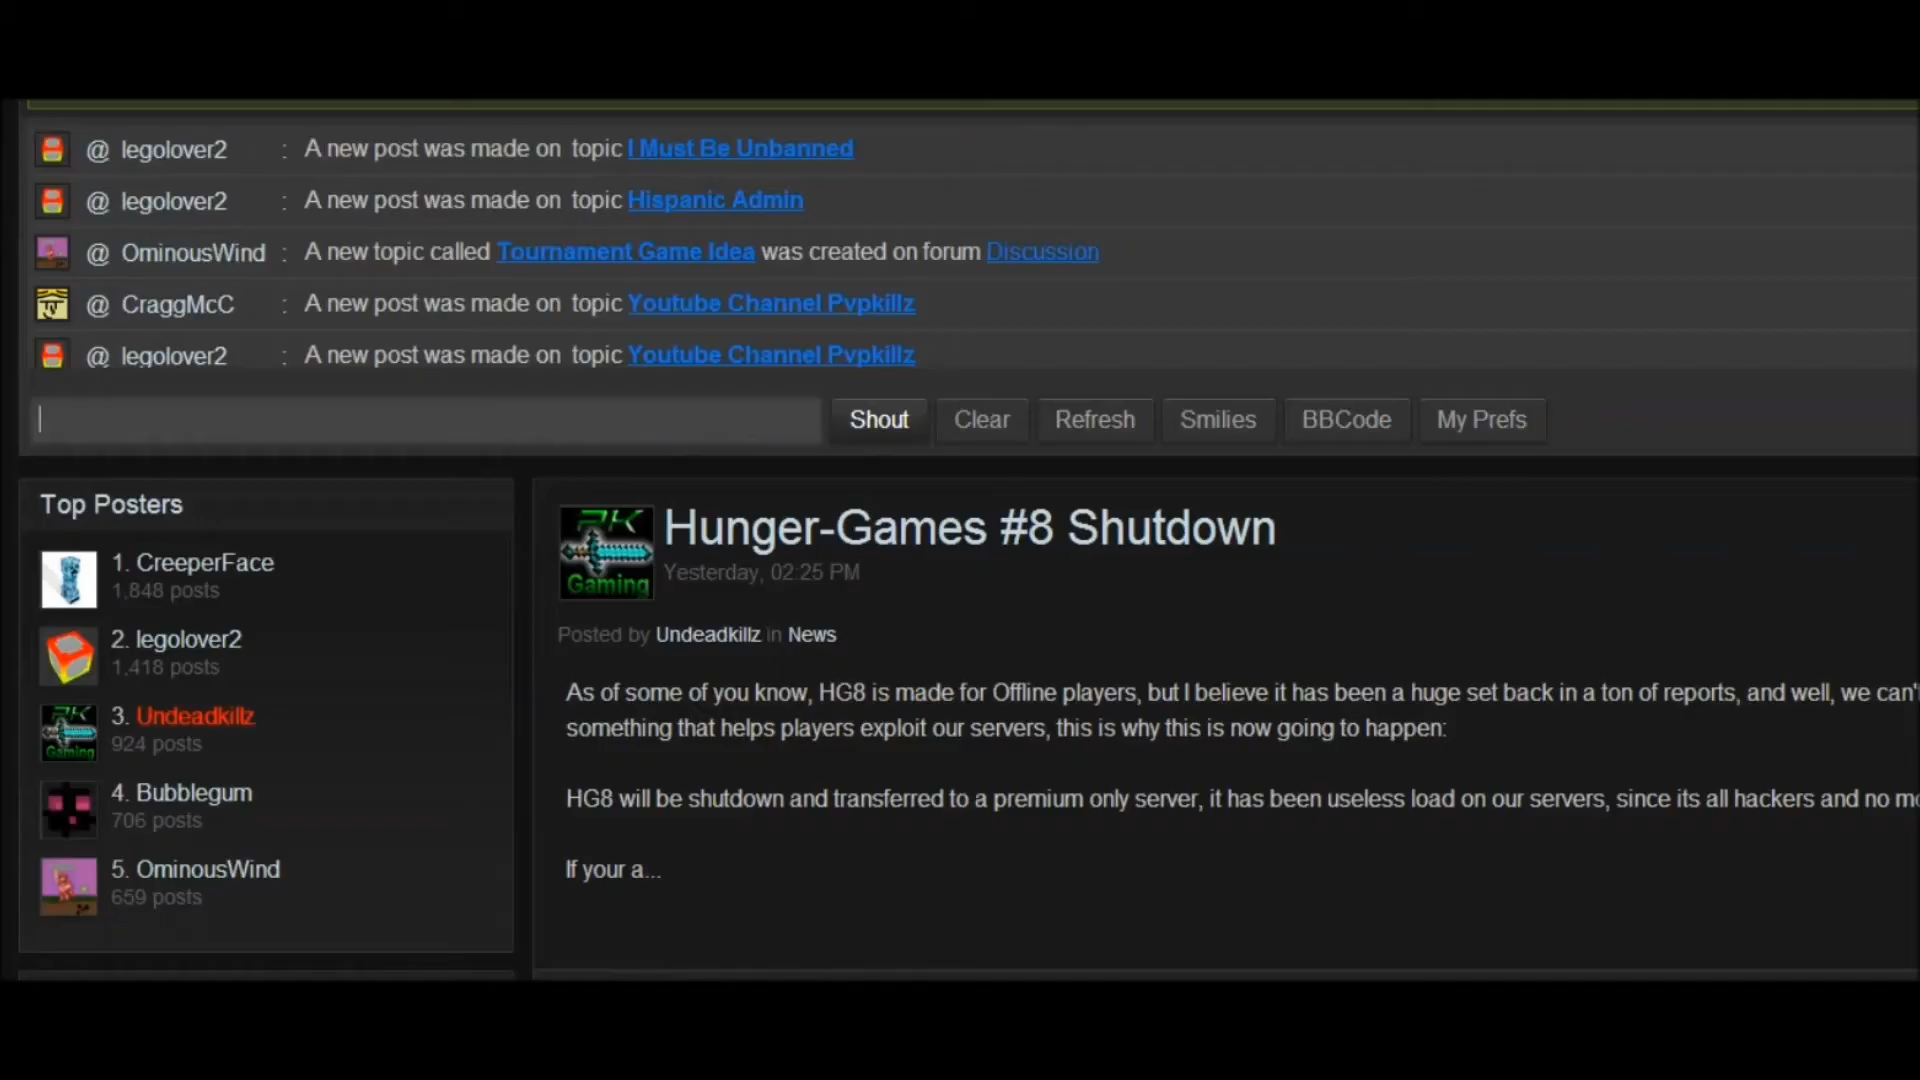 @ legolover2 : A new post was made on topic I Must Be Unbanned
@ legolover2 : A new post was made on topic Hispanic Admin
@ OminousWind : A new topic called Tournament Game Idea was created on forum Discussion
@ CraggMcC : A new post was made on topic Youtube Channel Pvpkillz
@ legolover2 : A new post was made on topic Youtube Channel Pvpkillz
Shout Clear Refresh Smilies BBCode My Prefs
Top Posters
1. CreeperFace
1,848 posts
2. legolover2
1,418 posts
3. Undeadkillz
924 posts
4. Bubblegum
706 posts
5. OminousWind
659 posts
PK
Gaming
Hunger-Games #8 Shutdown
Yesterday, 02:25 PM
Posted by Undeadkillz in News
As of some of you know, HG8 is made for Offline players, but I believe it has been a huge set back in a ton of reports, and well, we can'
something that helps players exploit our servers, this is why this is now going to happen:
HG8 will be shutdown and transferred to a premium only server, it has been useless load on our servers, since its all hackers and no
If your a...